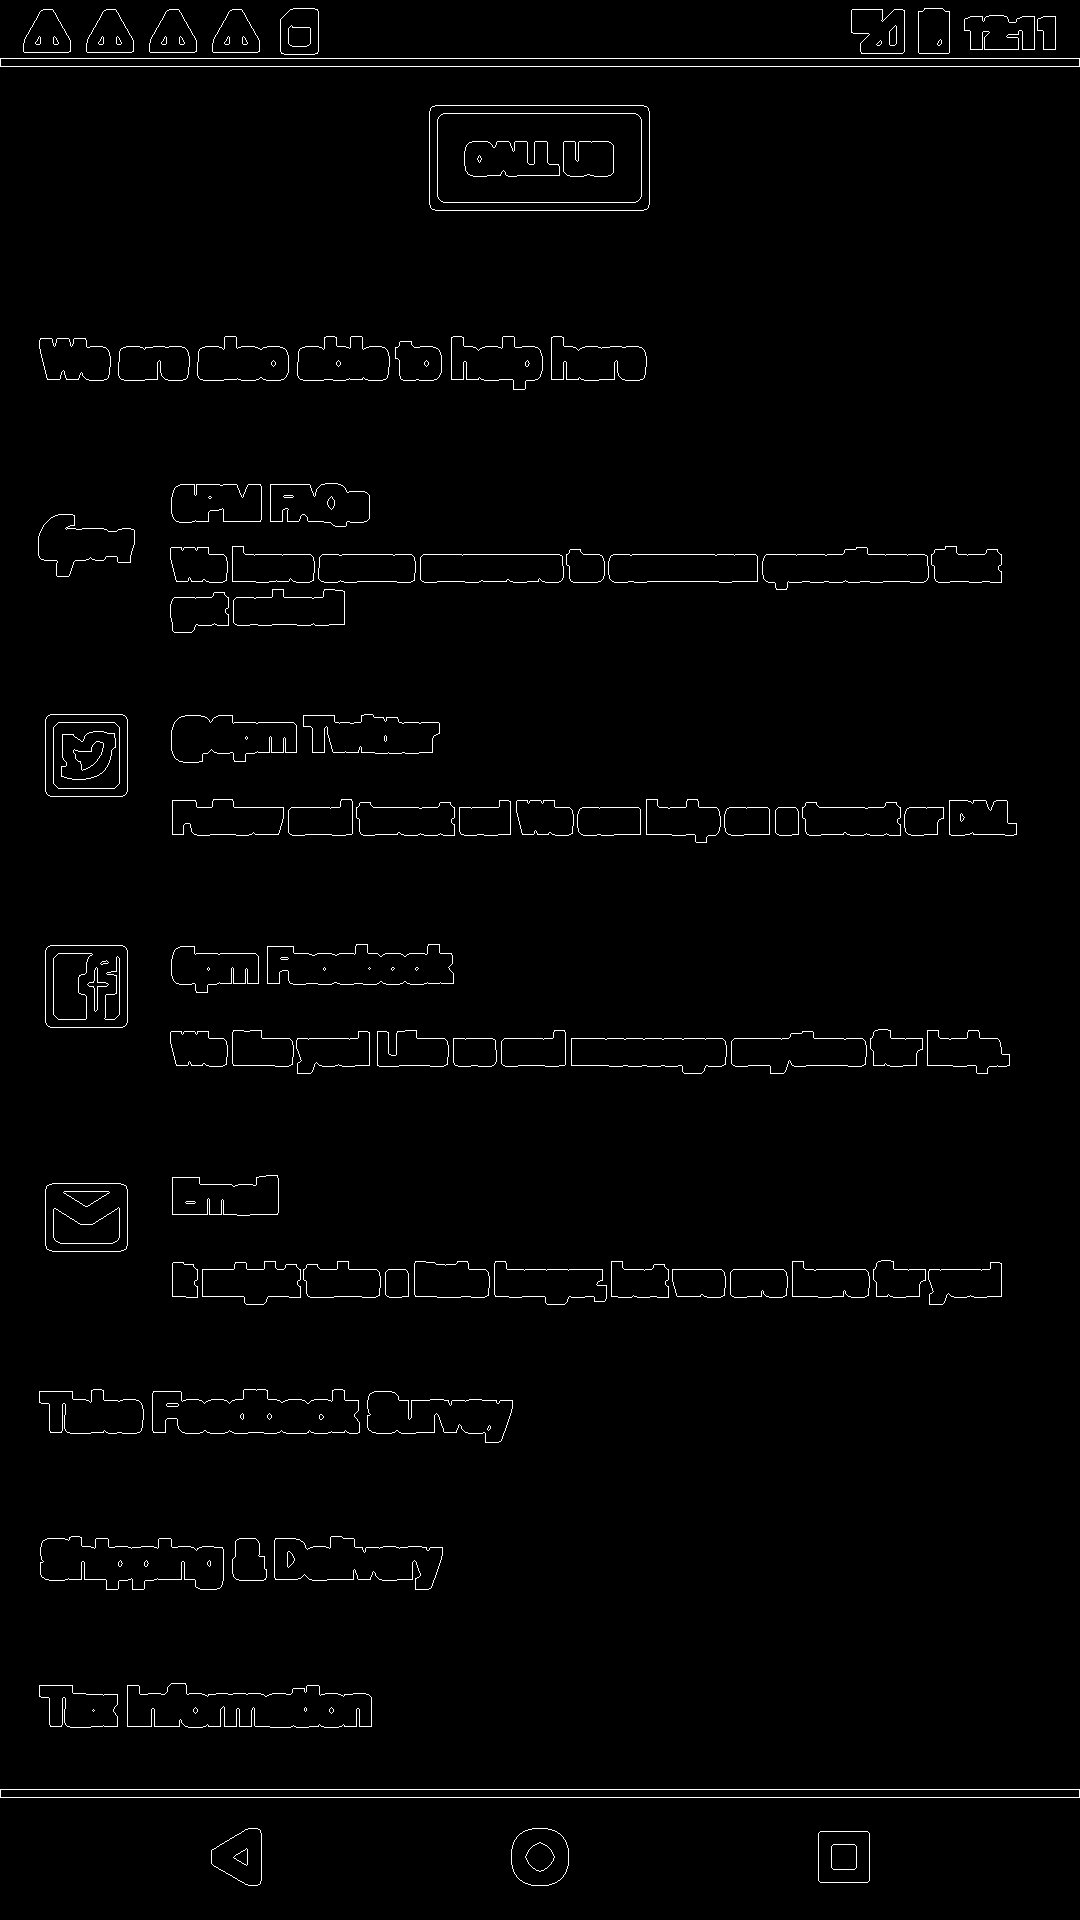 12:11
CALL US
We are also able to help here
6PM FAQs
We have some answers to common questions that
get asked!
6pm
@6pm Twitter
Follow and tweet us! We can help on a tweet or DM.
6pm Facebook
We like you! Like us and message anytime for help.
Email
It might take a little longer, but we are here for you!
Take Feedback Survey
Shipping & Delivery
Tax Information